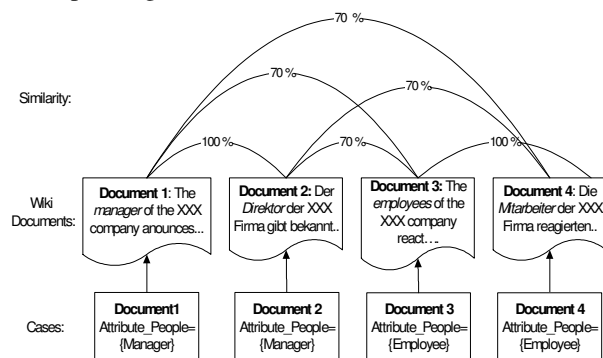 70 %
Similarity:
70 %
70 %
100 %
70 %
100 %
Wiki
Documents:
Document 1: The
manager of the XXX
company anounces...
Document 2: Der
Direktor der XXX
Firma gibt bekannt..
Document 3: The
employees of the
XXX company
react….
Document 4: Die
Mitarbeiter der XXX
Firma reagierten..
Cases:
Document1
Attribute_People=
{Manager}
Document 2
Attribute_People=
{Manager}
Document 3
Attribute_People=
{Employee}
Document 4
Attribute_People=
{Employee}